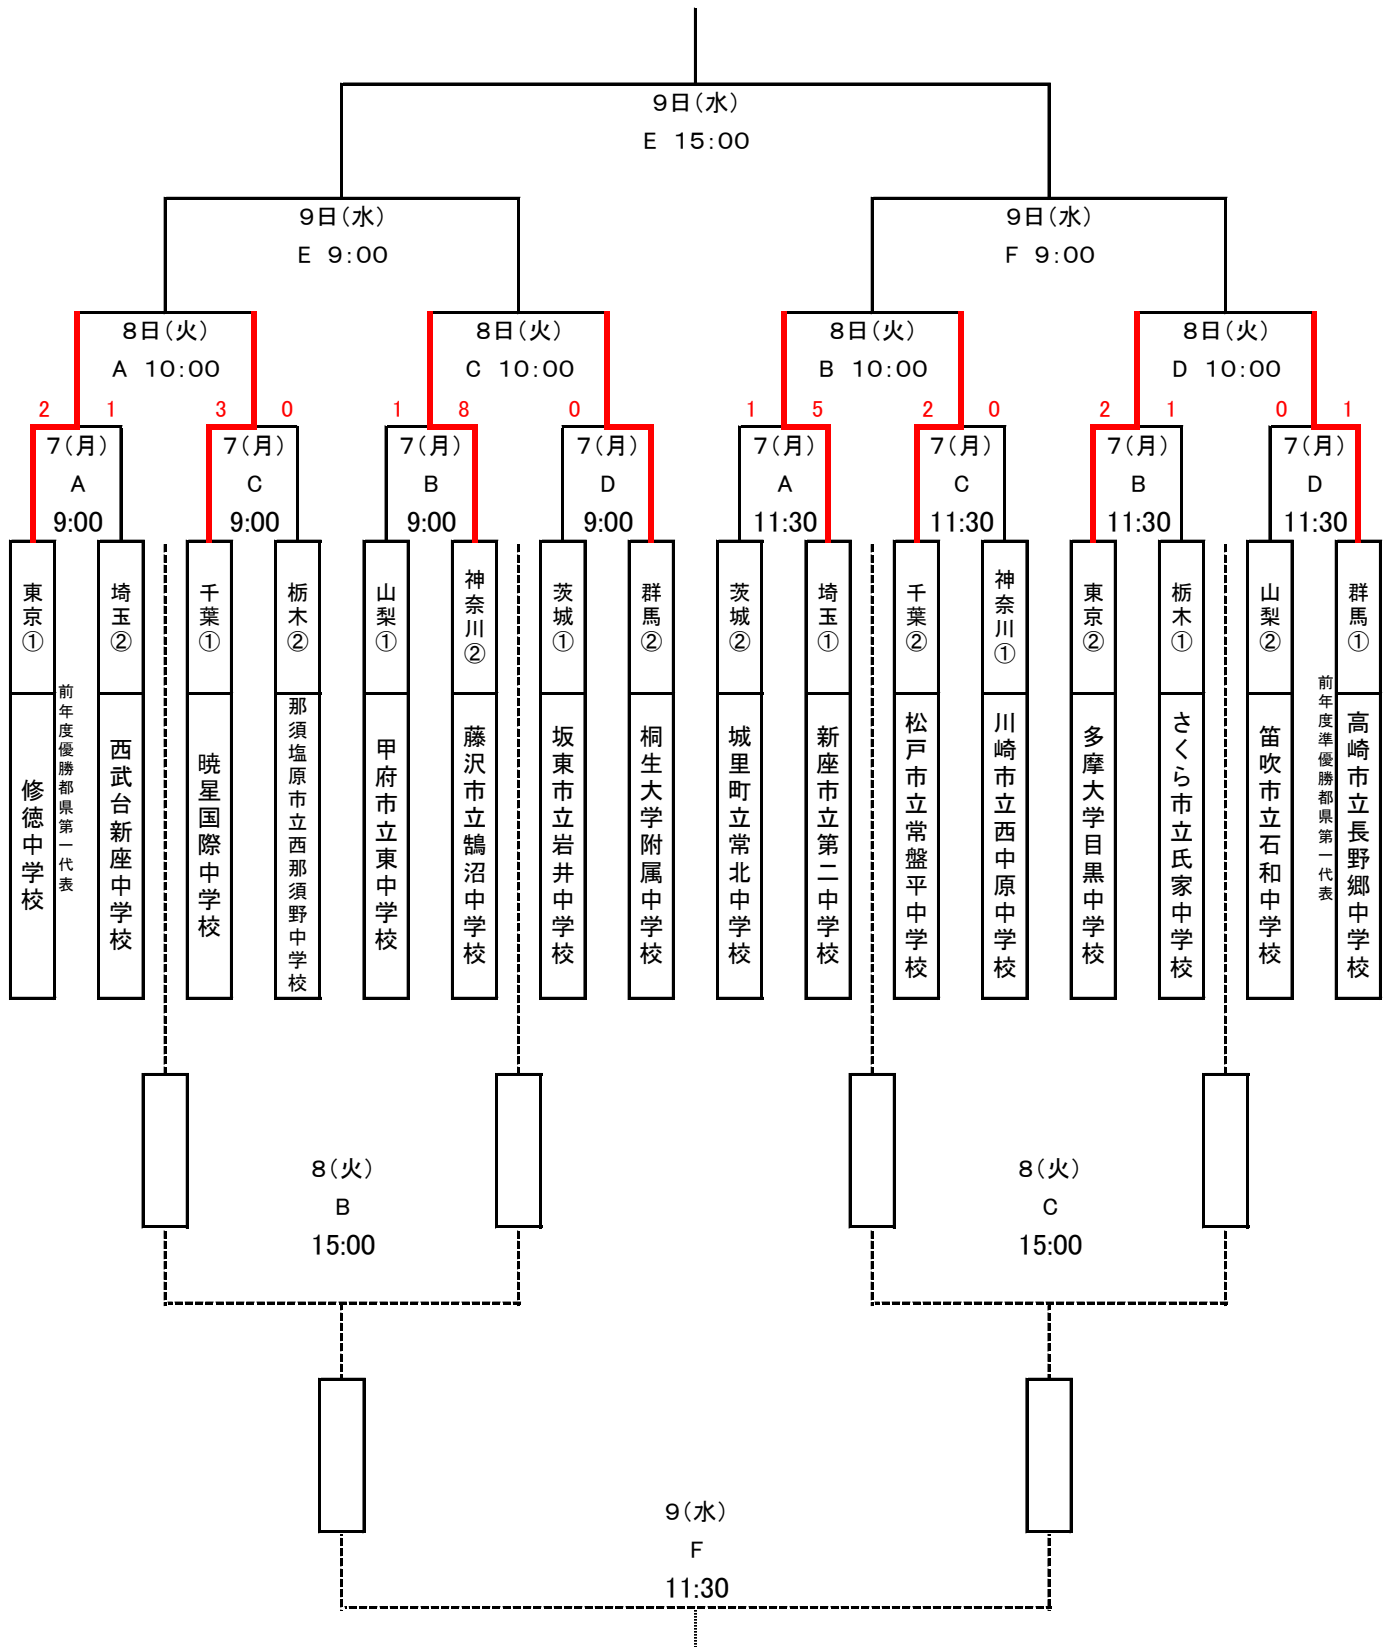 9日（水）
E 15：00
9日（水）
E 9：00
9日（水）
F 9：00
8日（火）
A 10：00
8日（火）
C 10：00
8日（火）
B 10：00
8日（火）
D 10：00
2 1 3 0 1 8 0 1 5 2 0 2 1 0 1
7（月）
A
9:00
7（月）
C
9:00
7（月）
B
9:00
7（月）
D
9:00
7（月）
A
11:30
7（月）
C
11:30
7（月）
B
11:30
7（月）
D
11:30
東京①
修徳中学校
前年度優勝都県第一代表
埼玉②
西武台新座中学校
千葉①
暁星国際中学校
栃木②
那須塩原市立西那須野中学校
山梨①
甲府市立東中学校
神奈川②
藤沢市立鵠沼中学校
茨城①
坂東市立岩井中学校
群馬②
桐生大学附属中学校
茨城②
城里町立常北中学校
埼玉①
新座市立第二中学校
千葉②
松戸市立常盤平中学校
神奈川①
川崎市立西中原中学校
東京②
多摩大学目黒中学校
栃木①
さくら市立氏家中学校
山梨②
笛吹市立石和中学校
前年度準優勝都県第一代表
群馬①
高崎市立長野郷中学校
8（火）
B
15:00
8（火）
C
15:00
9（水）
F
11:30